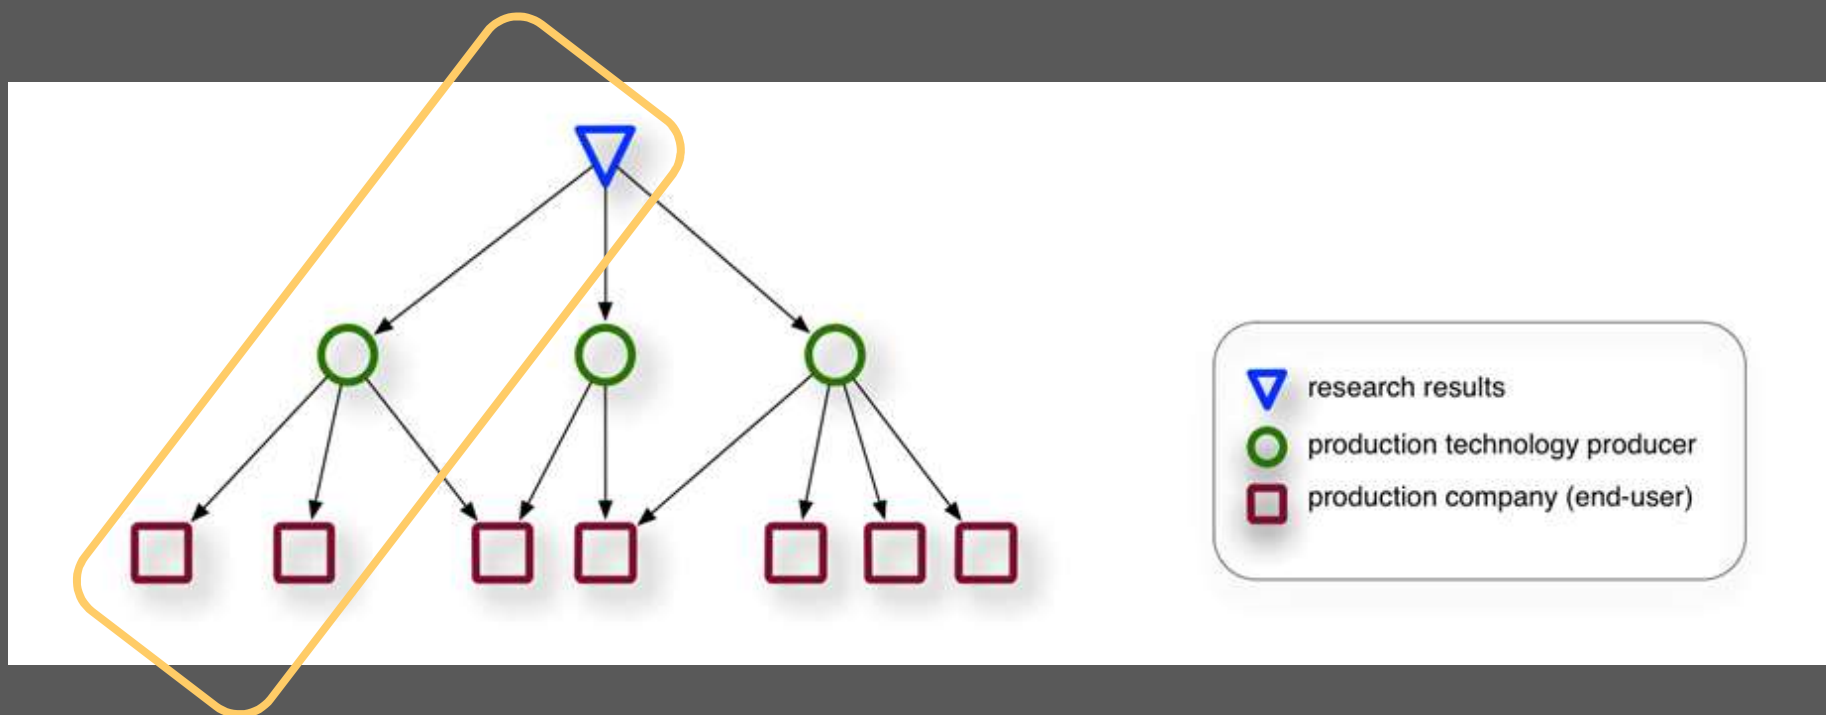 research results
production technology producer
production company (end-user)